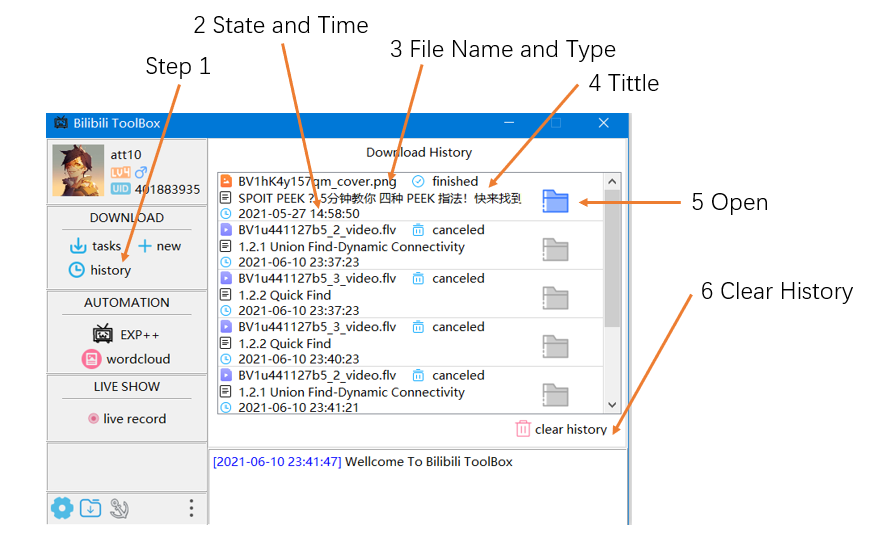 2 State and Time
3 File Name and Type
Step 1
4 Tittle
Bilibili ToolBox
att10
LV4
UID 401883935
Download History
BV1hK4y157qm_cover.png finished
SPOIT PEEK ? 5分钟教你 四种 PEEK 指法！快来找到
2021-05-27 14:58:50
5 Open
DOWNLOAD
tasks new
history
BV1u441127b5_2_video.flv canceled
1.2.1 Union Find-Dynamic Connectivity
2021-06-10 23:37:23
BV1u441127b5_3_video.flv canceled
1.2.2 Quick Find
2021-06-10 23:37:23
6 Clear History
AUTOMATION
EXP++
wordcloud
BV1u441127b5_3_video.flv canceled
1.2.2 Quick Find
2021-06-10 23:40:23
BV1u441127b5_2_video.flv canceled
1.2.1 Union Find-Dynamic Connectivity
2021-06-10 23:41:21
LIVE SHOW
live record
clear history
[2021-06-10 23:41:47] Wellcome To Bilibili ToolBox